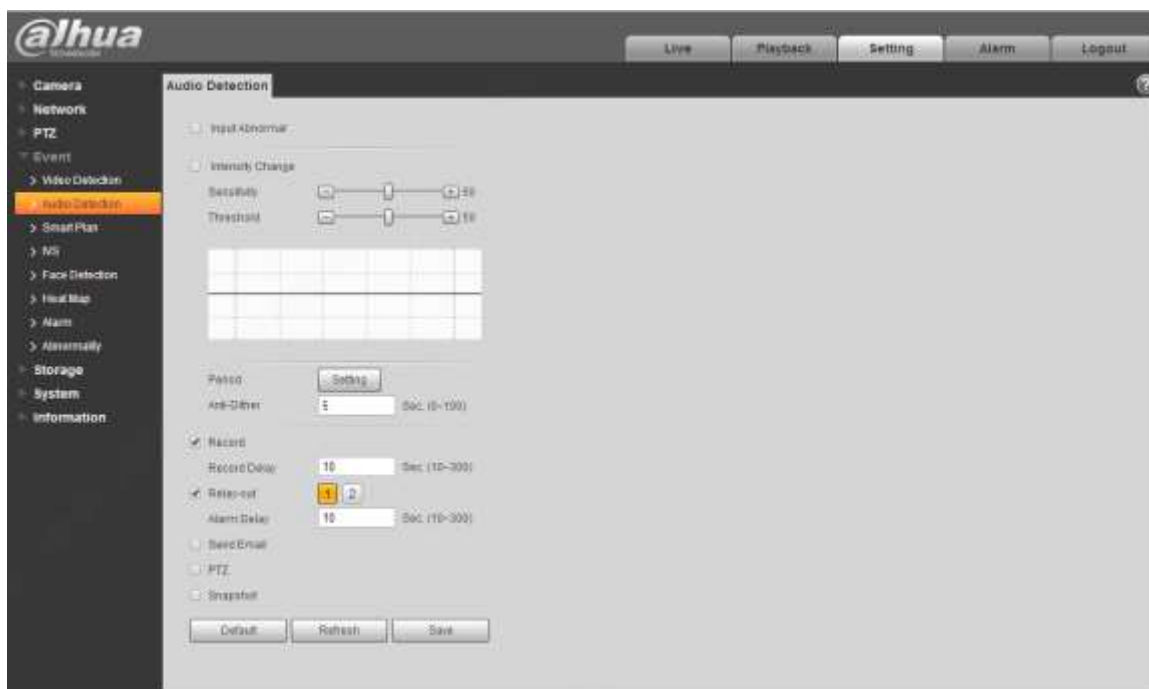 alhua
TECHNOLOGY
Live Playback Setting Alarm Logout
Camera
Network
PTZ
Event
Video Detection
Audio Detection
Smart Plan
IVS
Face Detection
Heat Map
Alarm
Abnormality
Storage
System
Information
Audio Detection
Input Abnormal
Intensity Change
Sensitivity 50
Threshold 50
Period Setting
Anti-Dither 5 Sec. (0~100)
Record
Record Delay 10 Sec. (10~300)
Relay-out 1 2
Alarm Delay 10 Sec. (10~300)
Send Email
PTZ
Snapshot
Default Refresh Save